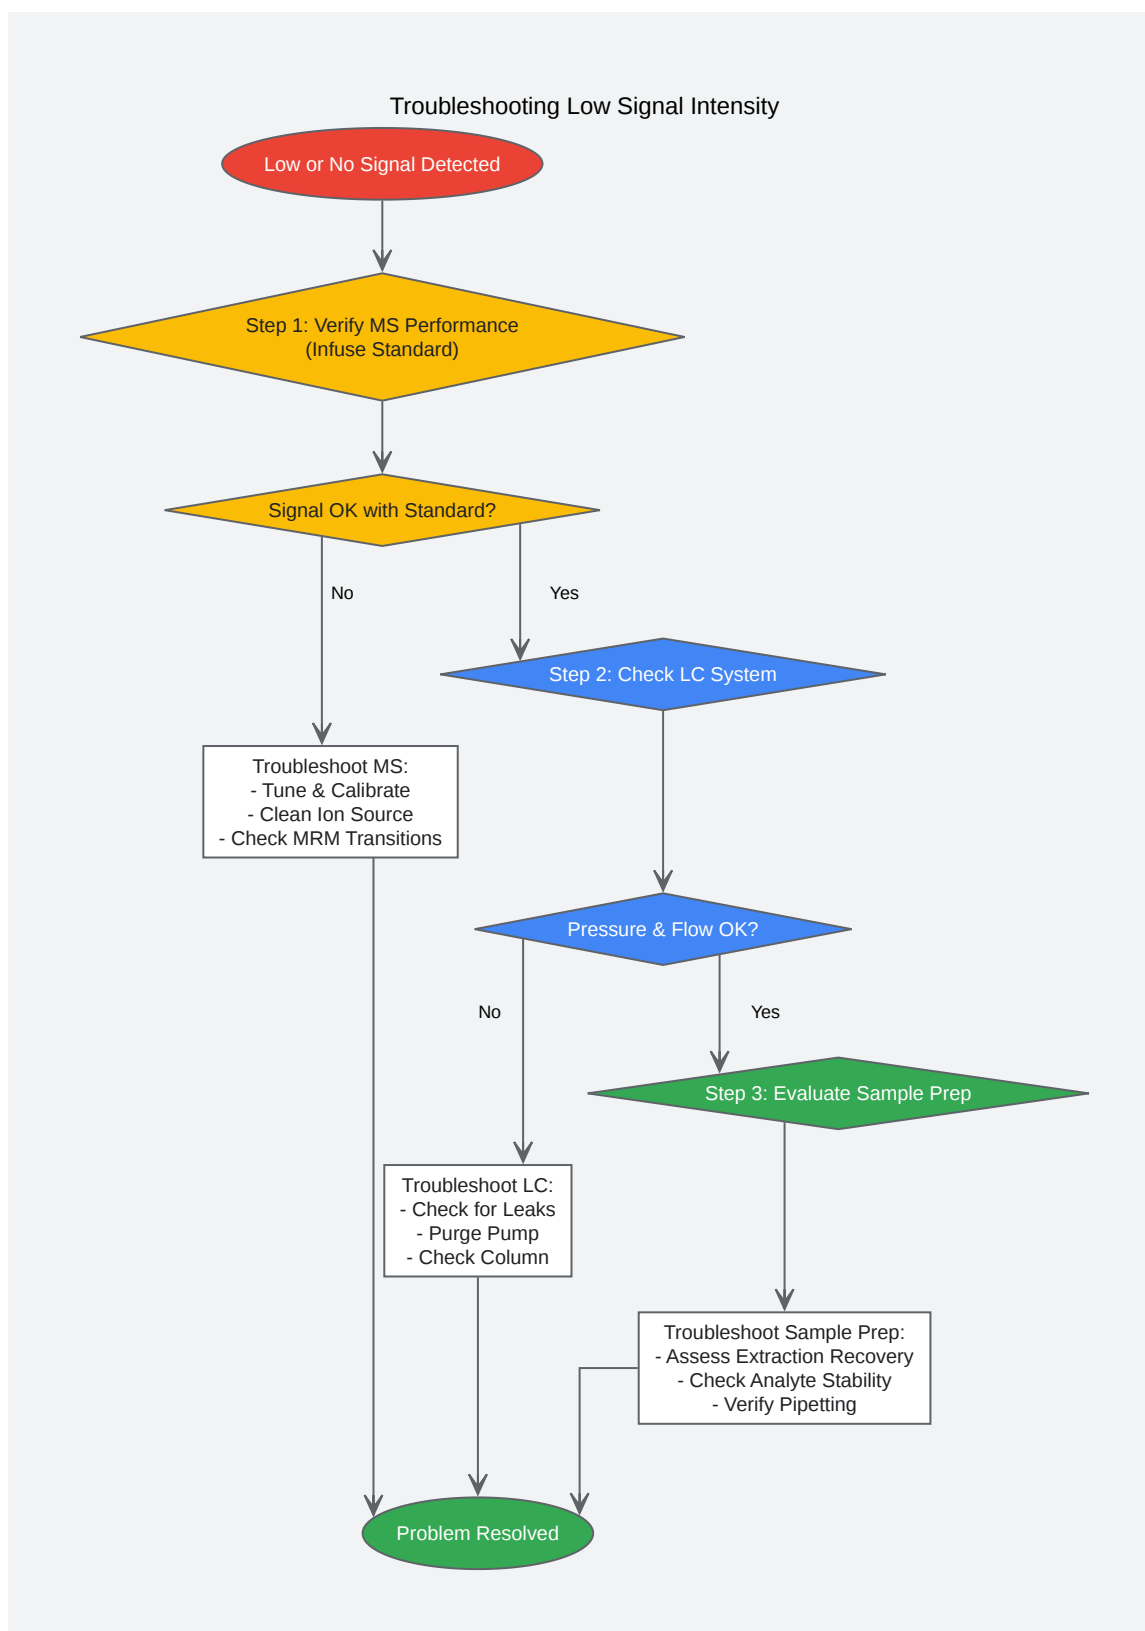 Troubleshooting Low Signal Intensity
Low or No Signal Detected
Step 1: Verify MS Performance
(Infuse Standard)
Signal OK with Standard?
No
Yes
Step 2: Check LC System
Troubleshoot MS:
- Tune & Calibrate
- Clean Ion Source
- Check MRM Transitions
Pressure & Flow OK?
No
Yes
Step 3: Evaluate Sample Prep
Troubleshoot LC:
- Check for Leaks
- Purge Pump
- Check Column
Troubleshoot Sample Prep:
- Assess Extraction Recovery
- Check Analyte Stability
- Verify Pipetting
Problem Resolved